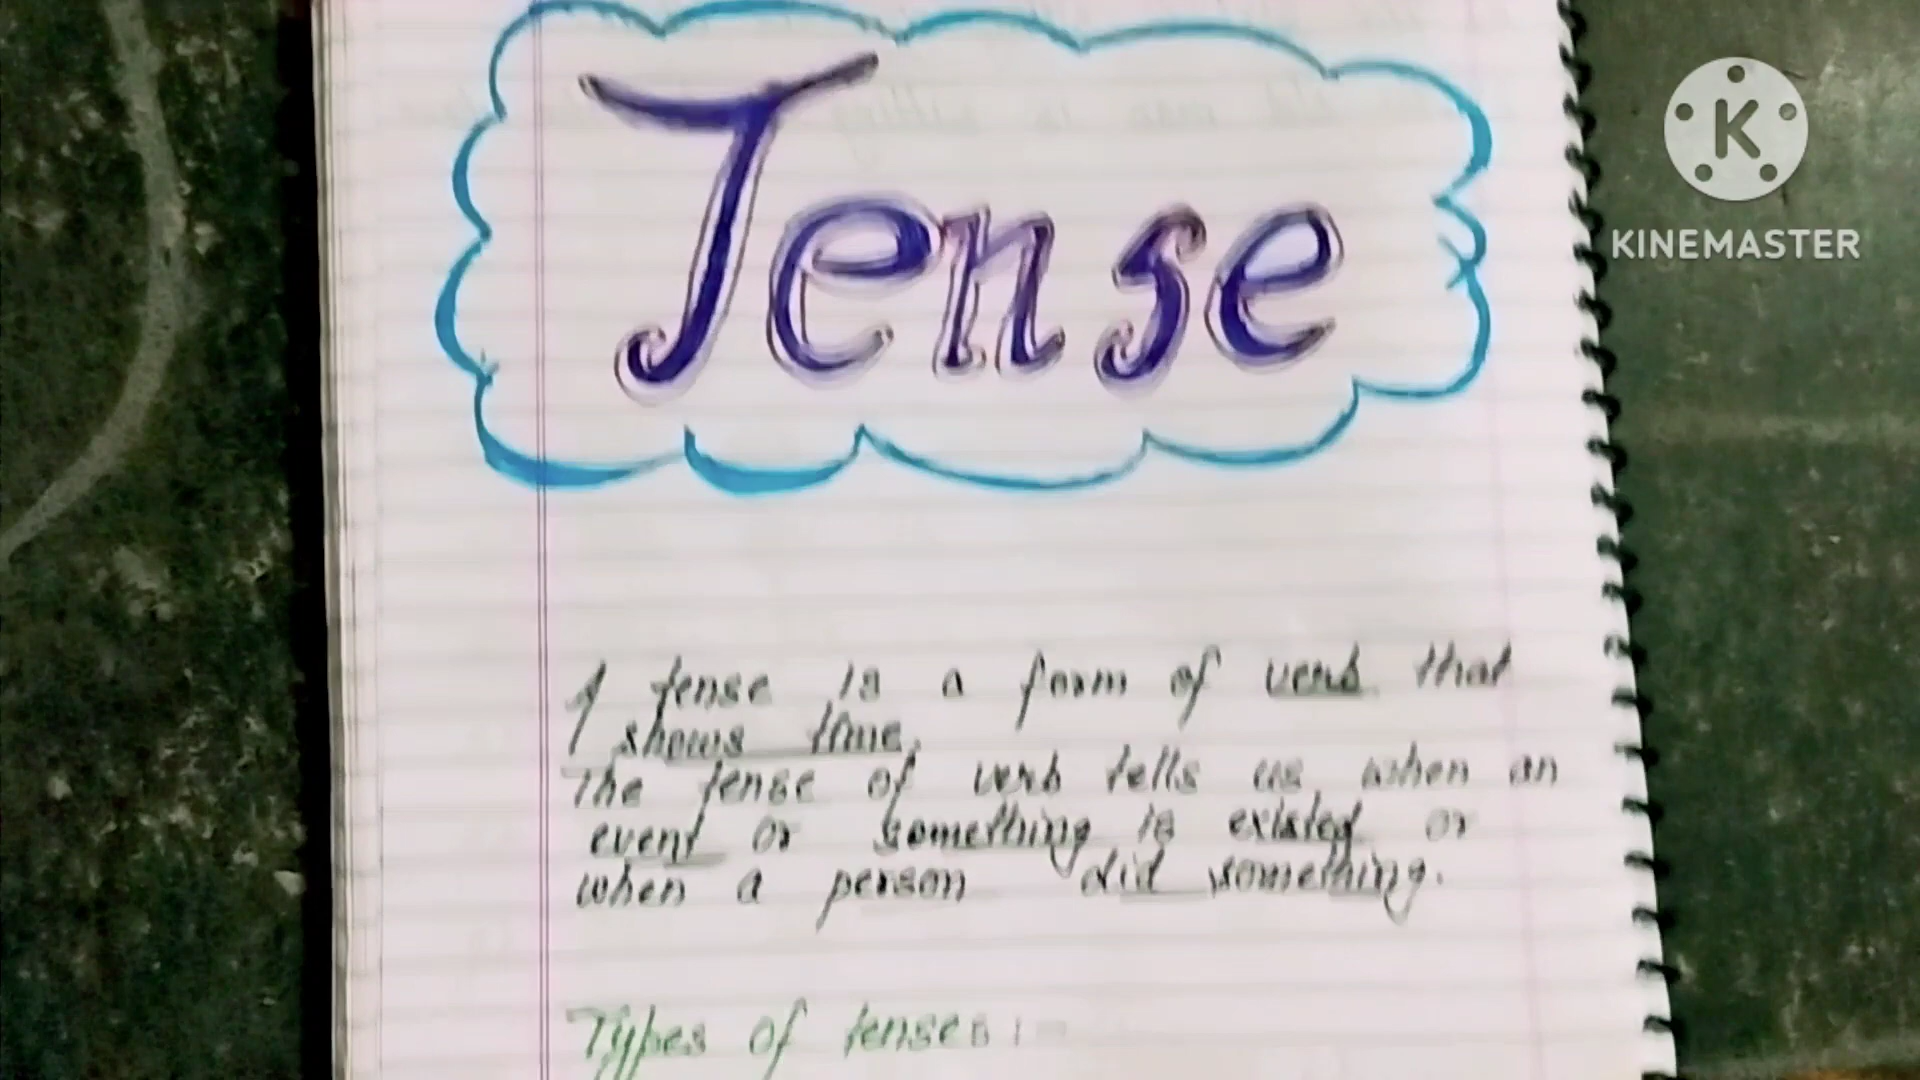 Tense
K
KINEMASTER
A tense is a form of verb that
shows time.
The tense of verb tells us when an
event or something is existed or
when a person did something.
Types of tenses :-